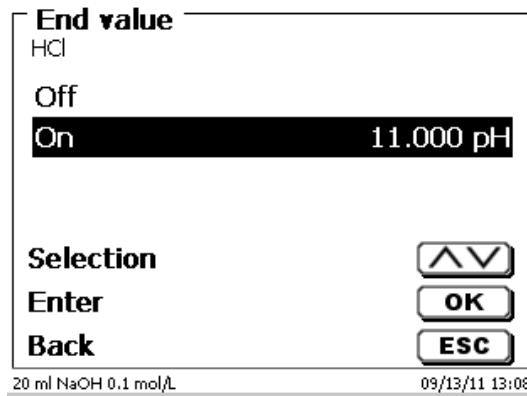 End value
HCl
Off
On 11.000 pH
Selection
Enter OK
Back ESC
20 ml NaOH 0.1 mol/L 09/13/11 13:08